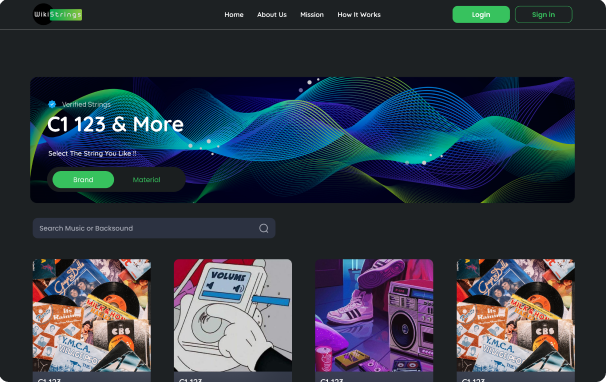 WikiStrings
Home
About Us
Mission
How It Works
Login
Sign in
Verified Strings
C1 123 & More
Select The String You Like !!
Brand
Material
Search Music or Backsound
VOLUME
Y.M.C.A.
C1 123
C1 123
C1 123
C1 123